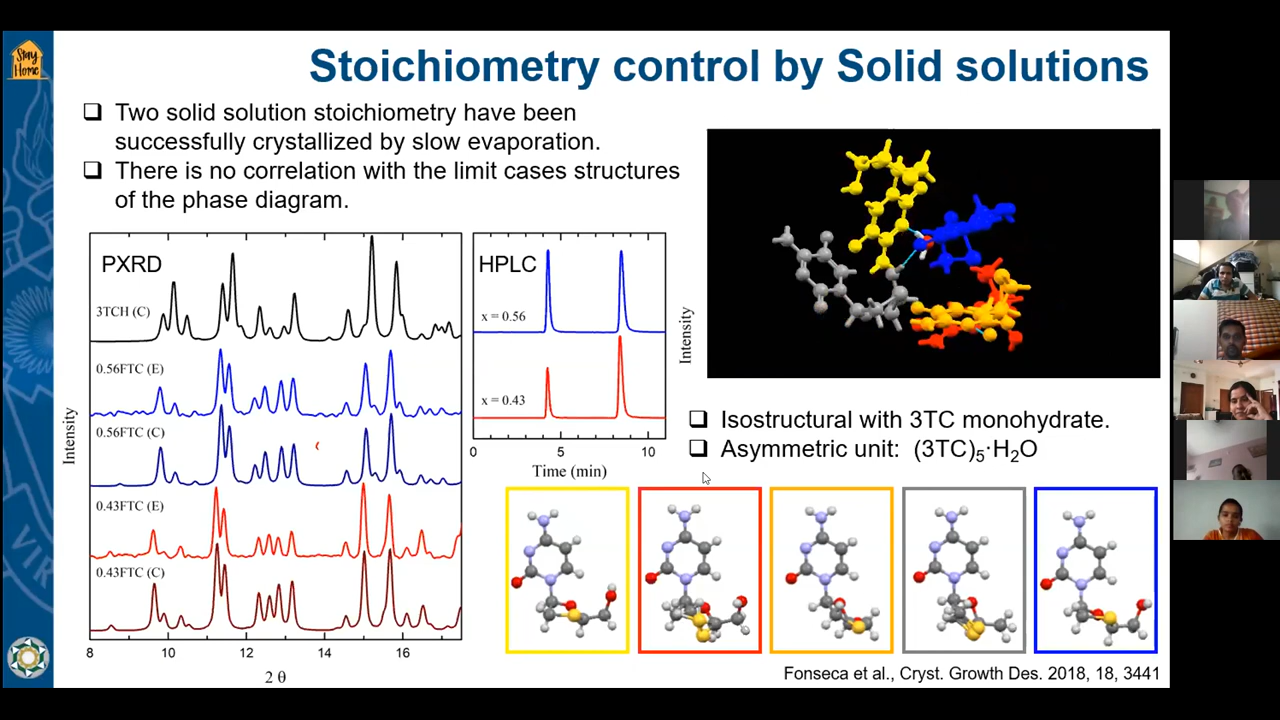 Stay
Home
Stoichiometry control by Solid solutions
❑ Two solid solution stoichiometry have been
successfully crystallized by slow evaporation.
❑ There is no correlation with the limit cases structures
of the phase diagram.
PXRD
3TCH (C)
0.56FTC (E)
0.56FTC (C)
0.43FTC (E)
0.43FTC (C)
Intensity
8 10 12 14 16
2 θ
HPLC
x = 0.56
x = 0.43
Intensity
0 5 10
Time (min)
❑ Isostructural with 3TC monohydrate.
❑ Asymmetric unit: (3TC)₅·H₂O
Fonseca et al., Cryst. Growth Des. 2018, 18, 3441
VIR